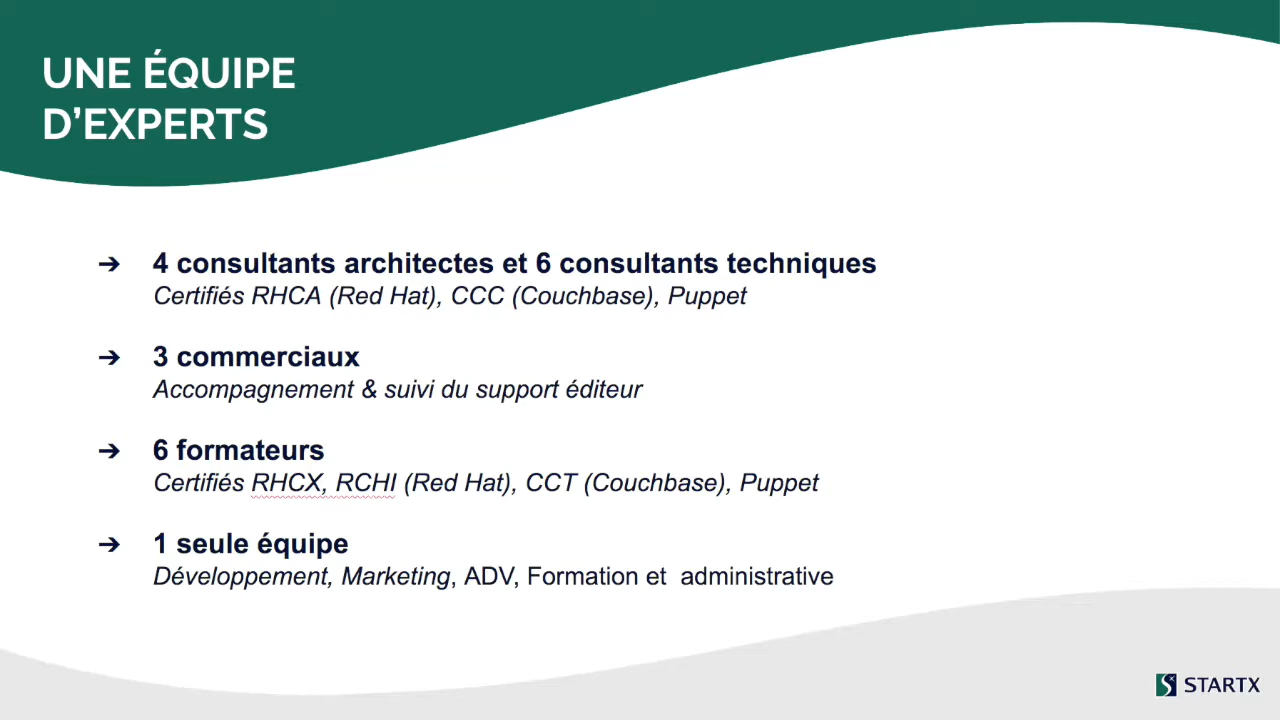 UNE ÉQUIPE
D’EXPERTS
➔ 4 consultants architectes et 6 consultants techniques
Certifiés RHCA (Red Hat), CCC (Couchbase), Puppet
➔ 3 commerciaux
Accompagnement & suivi du support éditeur
➔ 6 formateurs
Certifiés RHCX, RCHI (Red Hat), CCT (Couchbase), Puppet
➔ 1 seule équipe
Développement, Marketing, ADV, Formation et  administrative
STARTX